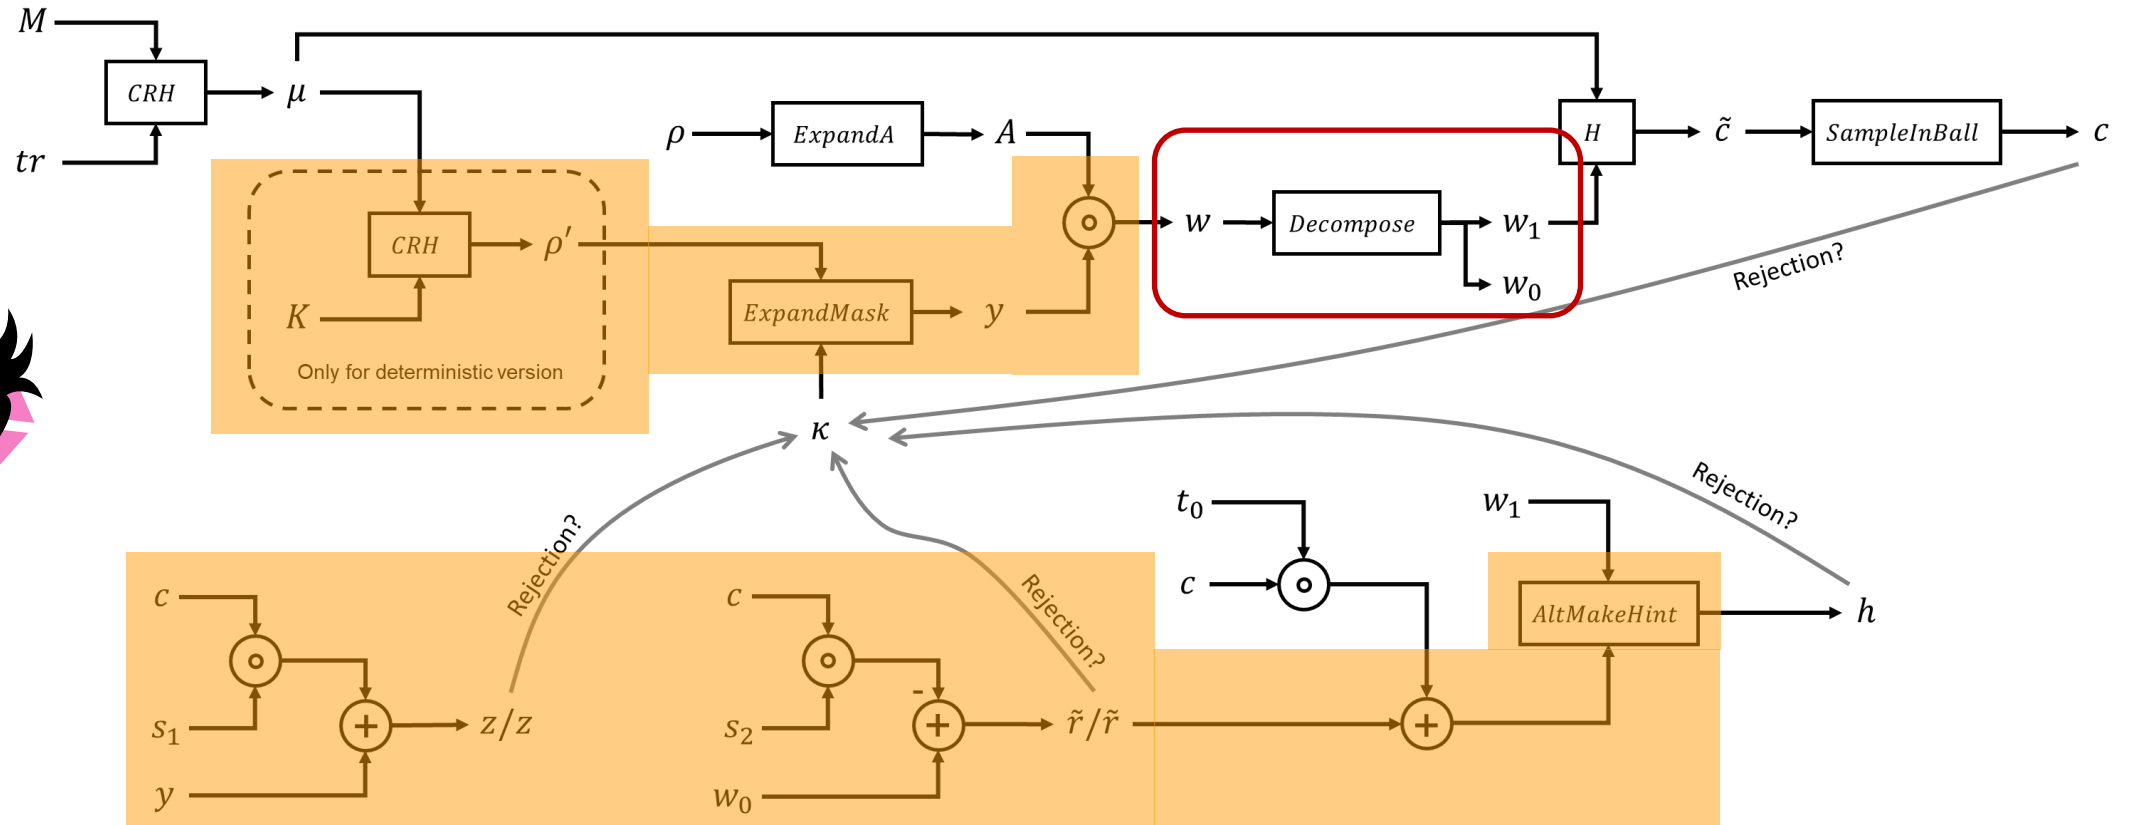 M
CRH
μ
tr
ρ
ExpandA
A
H
c̃
SampleInBall
c
CRH
ρ′
K
Only for deterministic version
ExpandMask
y
w
Decompose
w₁
w₀
Rejection?
κ
Rejection?
Rejection?
Rejection?
t₀
w₁
c
AltMakeHint
h
c
s₁
+
z/z
y
c
-
s₂
+
r̃/r̃
w₀
+